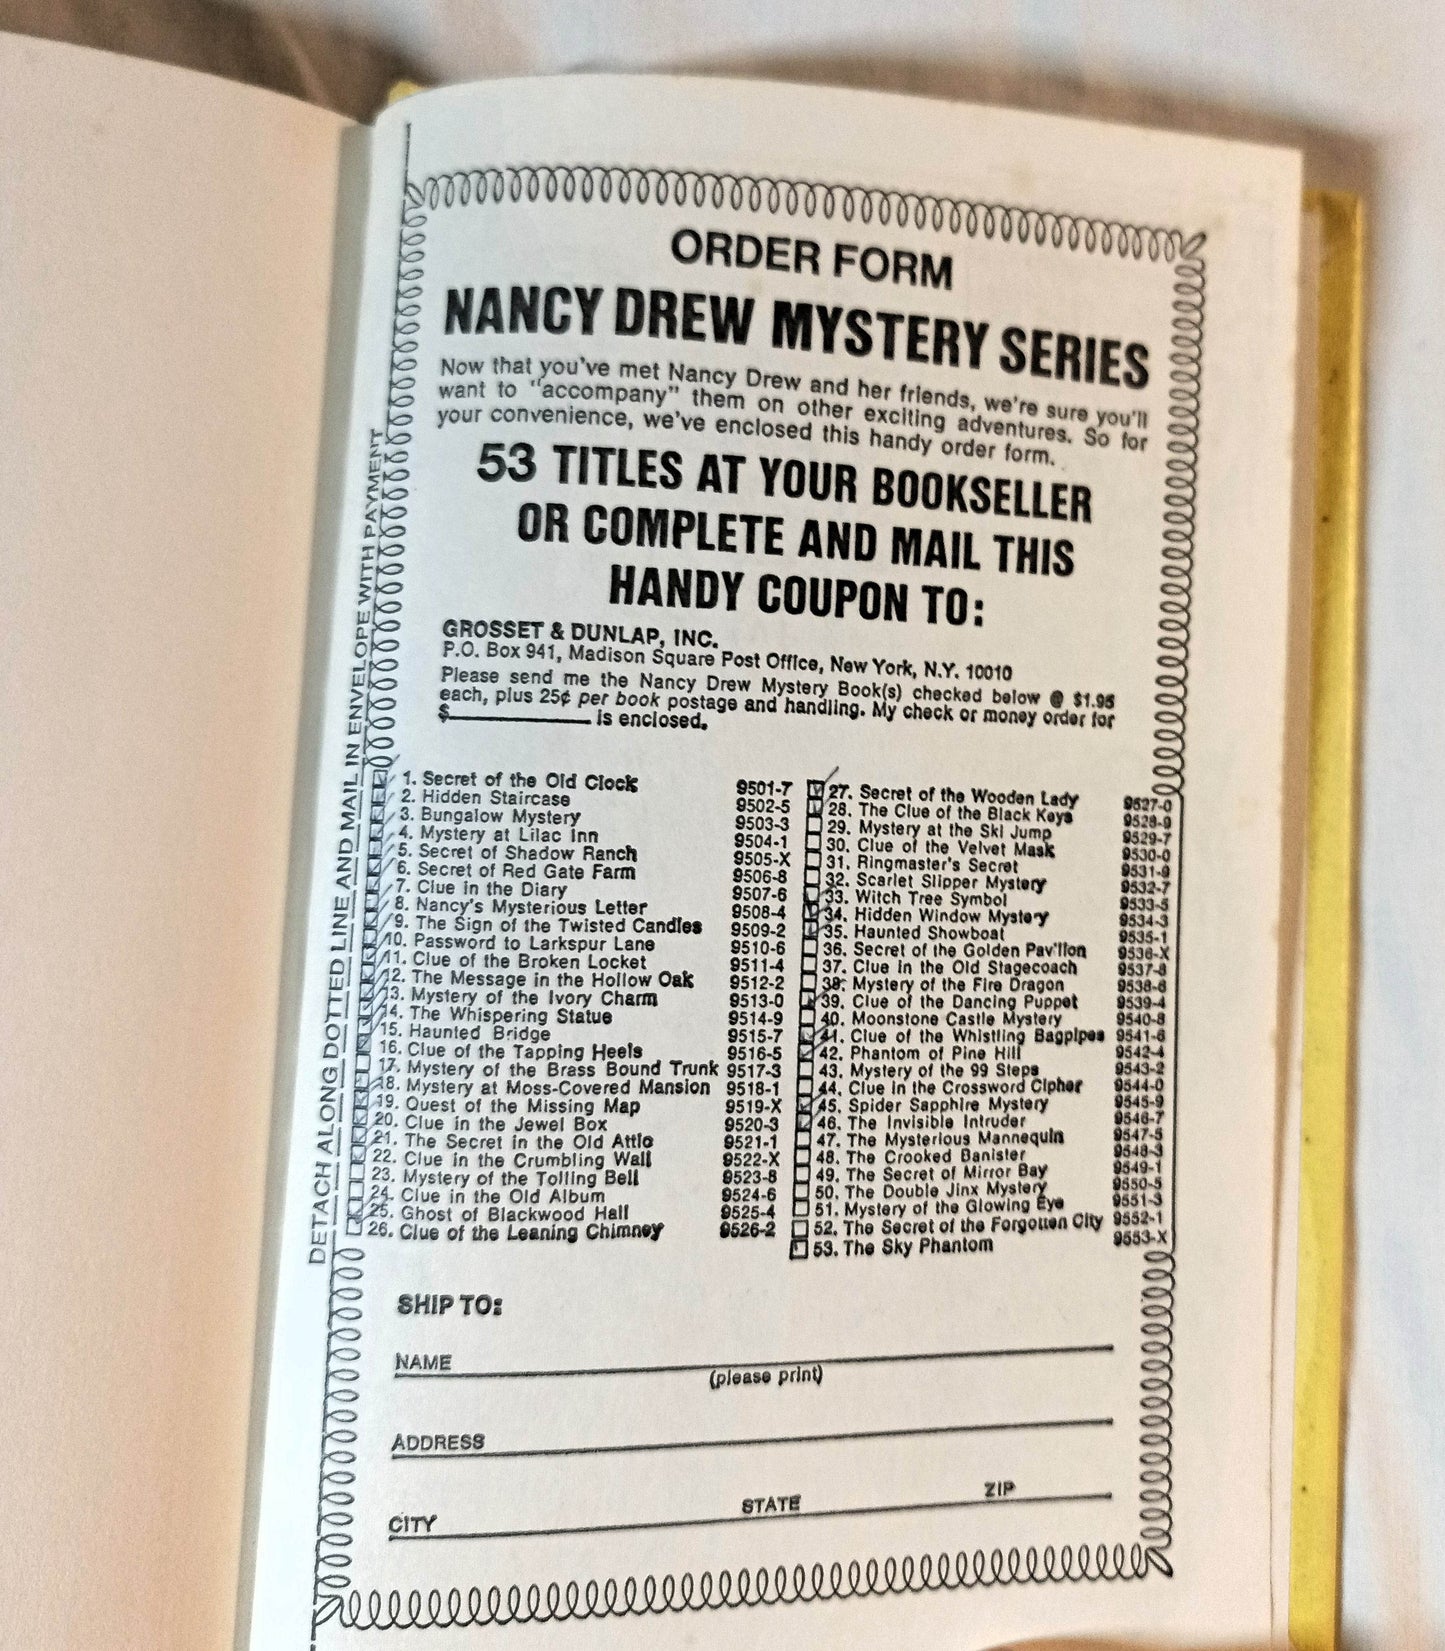 DETACH ALONG DOTTED LINE AND MAIL IN ENVELOPE WITH PAYMENT
ORDER FORM
NANCY DREW MYSTERY SERIES
Now that you've met Nancy Drew and her friends, we're sure you'll
want to "accompany" them on other exciting adventures. So for
your convenience, we've enclosed this handy order form.
53 TITLES AT YOUR BOOKSELLER
OR COMPLETE AND MAIL THIS
HANDY COUPON TO:
GROSSET & DUNLAP, INC.
P.O. Box 941, Madison Square Post Office, New York, N.Y. 10010
Please send me the Nancy Drew Mystery Book(s) checked below @ $1.95
each, plus 25¢ per book postage and handling. My check or money order for
$ is enclosed.
1. Secret of the Old Clock 9501-7
2. Hidden Staircase 9502-5
3. Bungalow Mystery 9503-3
4. Mystery at Lilac Inn 9504-1
5. Secret of Shadow Ranch 9505-X
6. Secret of Red Gate Farm 9506-8
7. Clue in the Diary 9507-6
8. Nancy's Mysterious Letter 9508-4
9. The Sign of the Twisted Candles 9509-2
10. Password to Larkspur Lane 9510-6
11. Clue of the Broken Locket 9511-4
12. The Message in the Hollow Oak 9512-2
13. Mystery of the Ivory Charm 9513-0
14. The Whispering Statue 9514-9
15. Haunted Bridge 9515-7
16. Clue of the Tapping Heels 9516-5
17. Mystery of the Brass Bound Trunk 9517-3
18. Mystery at Moss-Covered Mansion 9518-1
19. Quest of the Missing Map 9519-X
20. Clue in the Jewel Box 9520-3
21. The Secret in the Old Attic 9521-1
22. Clue in the Crumbling Wall 9522-X
23. Mystery of the Tolling Bell 9523-8
24. Clue in the Old Album 9524-6
25. Ghost of Blackwood Hall 9525-4
26. Clue of the Leaning Chimney 9526-2
27. Secret of the Wooden Lady 9527-0
28. The Clue of the Black Keys 9528-9
29. Mystery at the Ski Jump 9529-7
30. Clue of the Velvet Mask 9530-0
31. Ringmaster's Secret 9531-9
32. Scarlet Slipper Mystery 9532-7
33. Witch Tree Symbol 9533-5
34. Hidden Window Mystery 9534-3
35. Haunted Showboat 9535-1
36. Secret of the Golden Pavilion 9536-X
37. Clue in the Old Stagecoach 9537-8
38. Mystery of the Fire Dragon 9538-6
39. Clue of the Dancing Puppet 9539-4
40. Moonstone Castle Mystery 9540-8
41. Clue of the Whistling Bagpipes 9541-6
42. Phantom of Pine Hill 9542-4
43. Mystery of the 99 Steps 9543-2
44. Clue in the Crossword Cipher 9544-0
45. Spider Sapphire Mystery 9545-9
46. The Invisible Intruder 9546-7
47. The Mysterious Mannequin 9547-5
48. The Crooked Banister 9548-3
49. The Secret of Mirror Bay 9549-1
50. The Double Jinx Mystery 9550-5
51. Mystery of the Glowing Eye 9551-3
52. The Secret of the Forgotten City 9552-1
53. The Sky Phantom 9553-X
SHIP TO:
NAME
(please print)
ADDRESS
CITY STATE ZIP